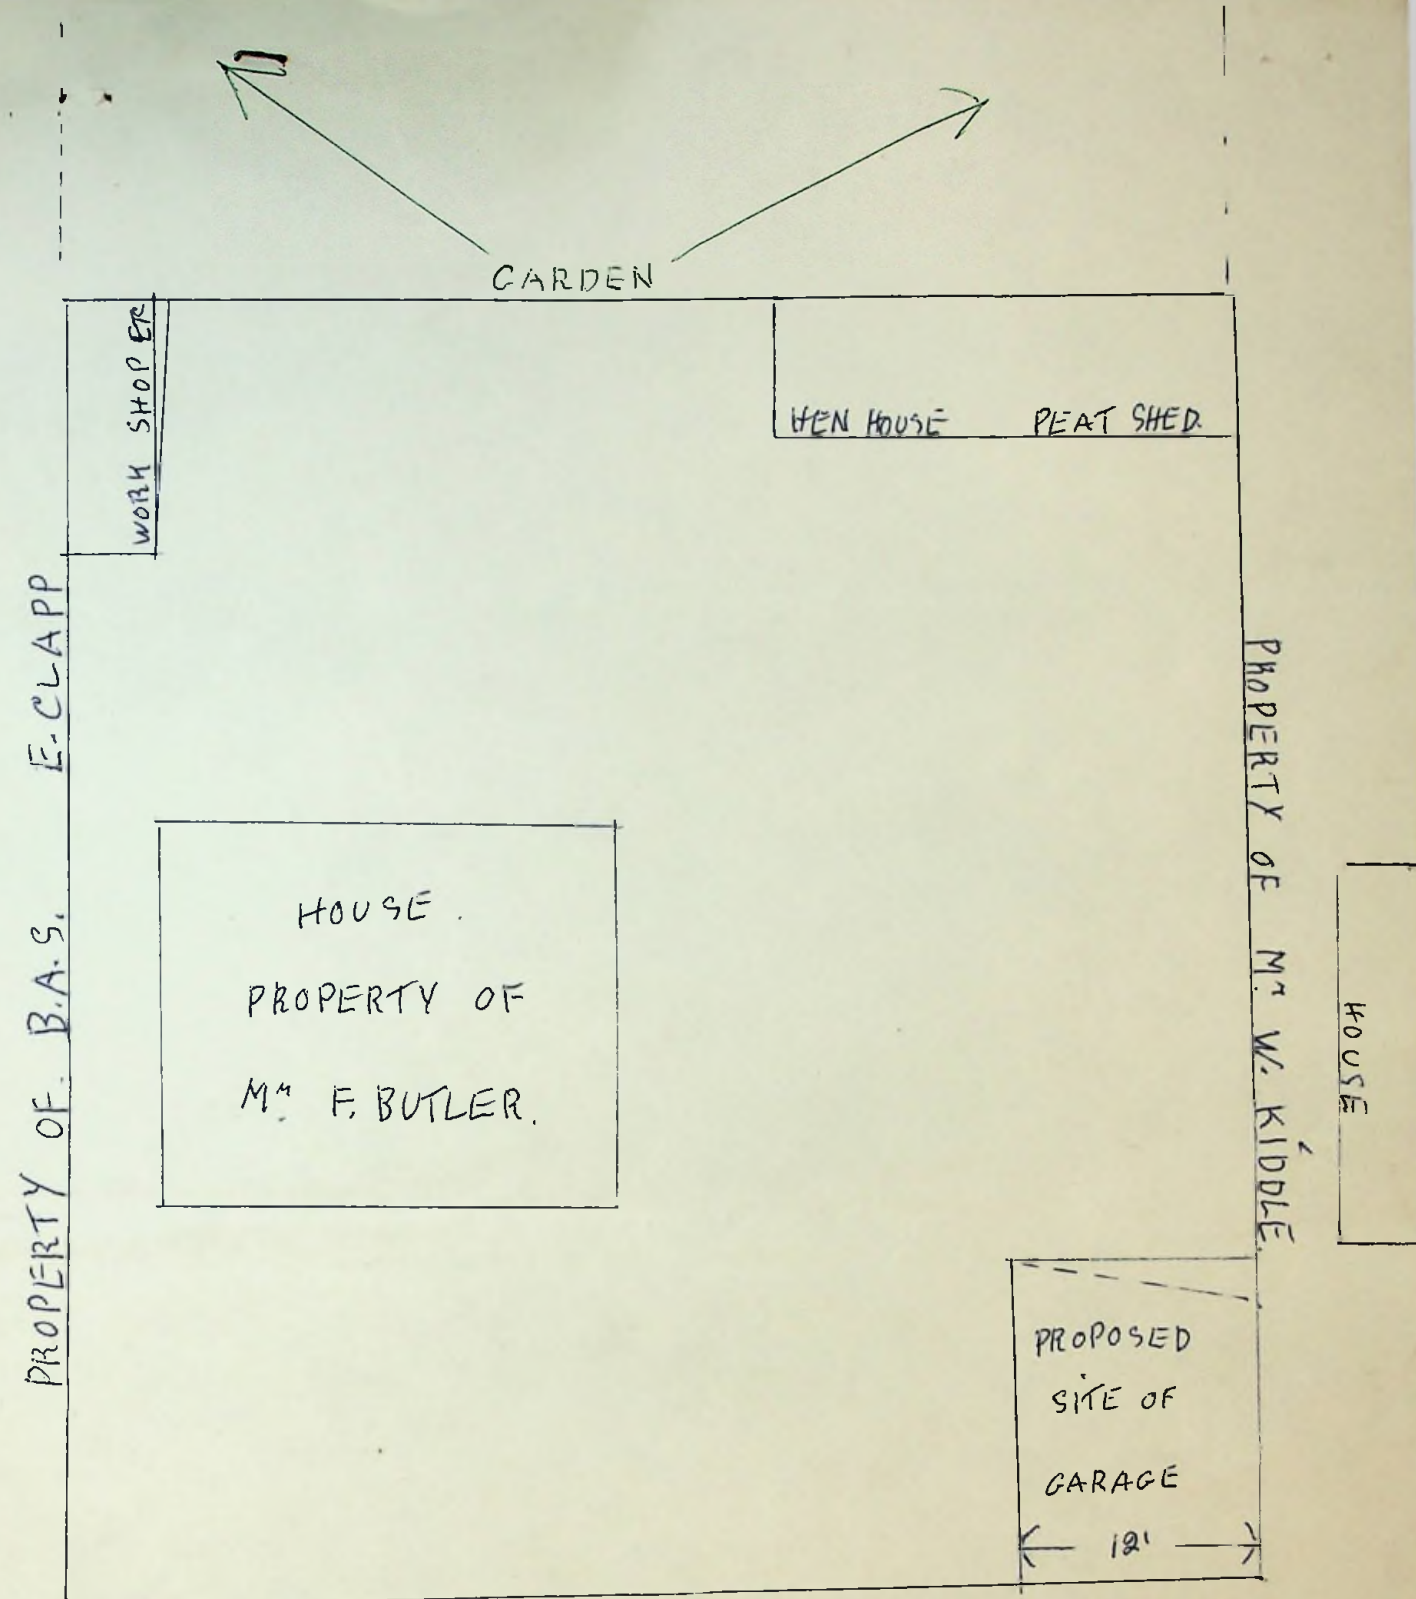 GARDEN
WORK SHOP ER
HEN HOUSE PEAT SHED.
E. CLAPP
PROPERTY OF B.A.S.
HOUSE.
PROPERTY OF
Mr F. BUTLER.
PROPERTY OF Mr W. KIDDLE.
HOUSE
PROPOSED
SITE OF
GARAGE
12'